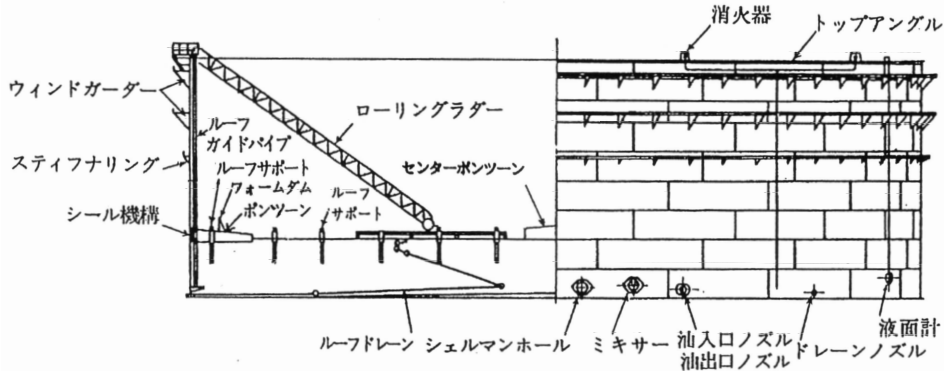 消火器
トップアングル
ウィンドガーダー
ローリングラダー
ルーフ
ガイドパイプ
スティフナリング
ルーフサポート
フォームダム
ポンツーン
ルーフ
サポート
センターポンツーン
シール機構
ルーフドレーン
シェルマンホール
ミキサー
油入口ノズル
油出口ノズル
ドレーンノズル
液面計